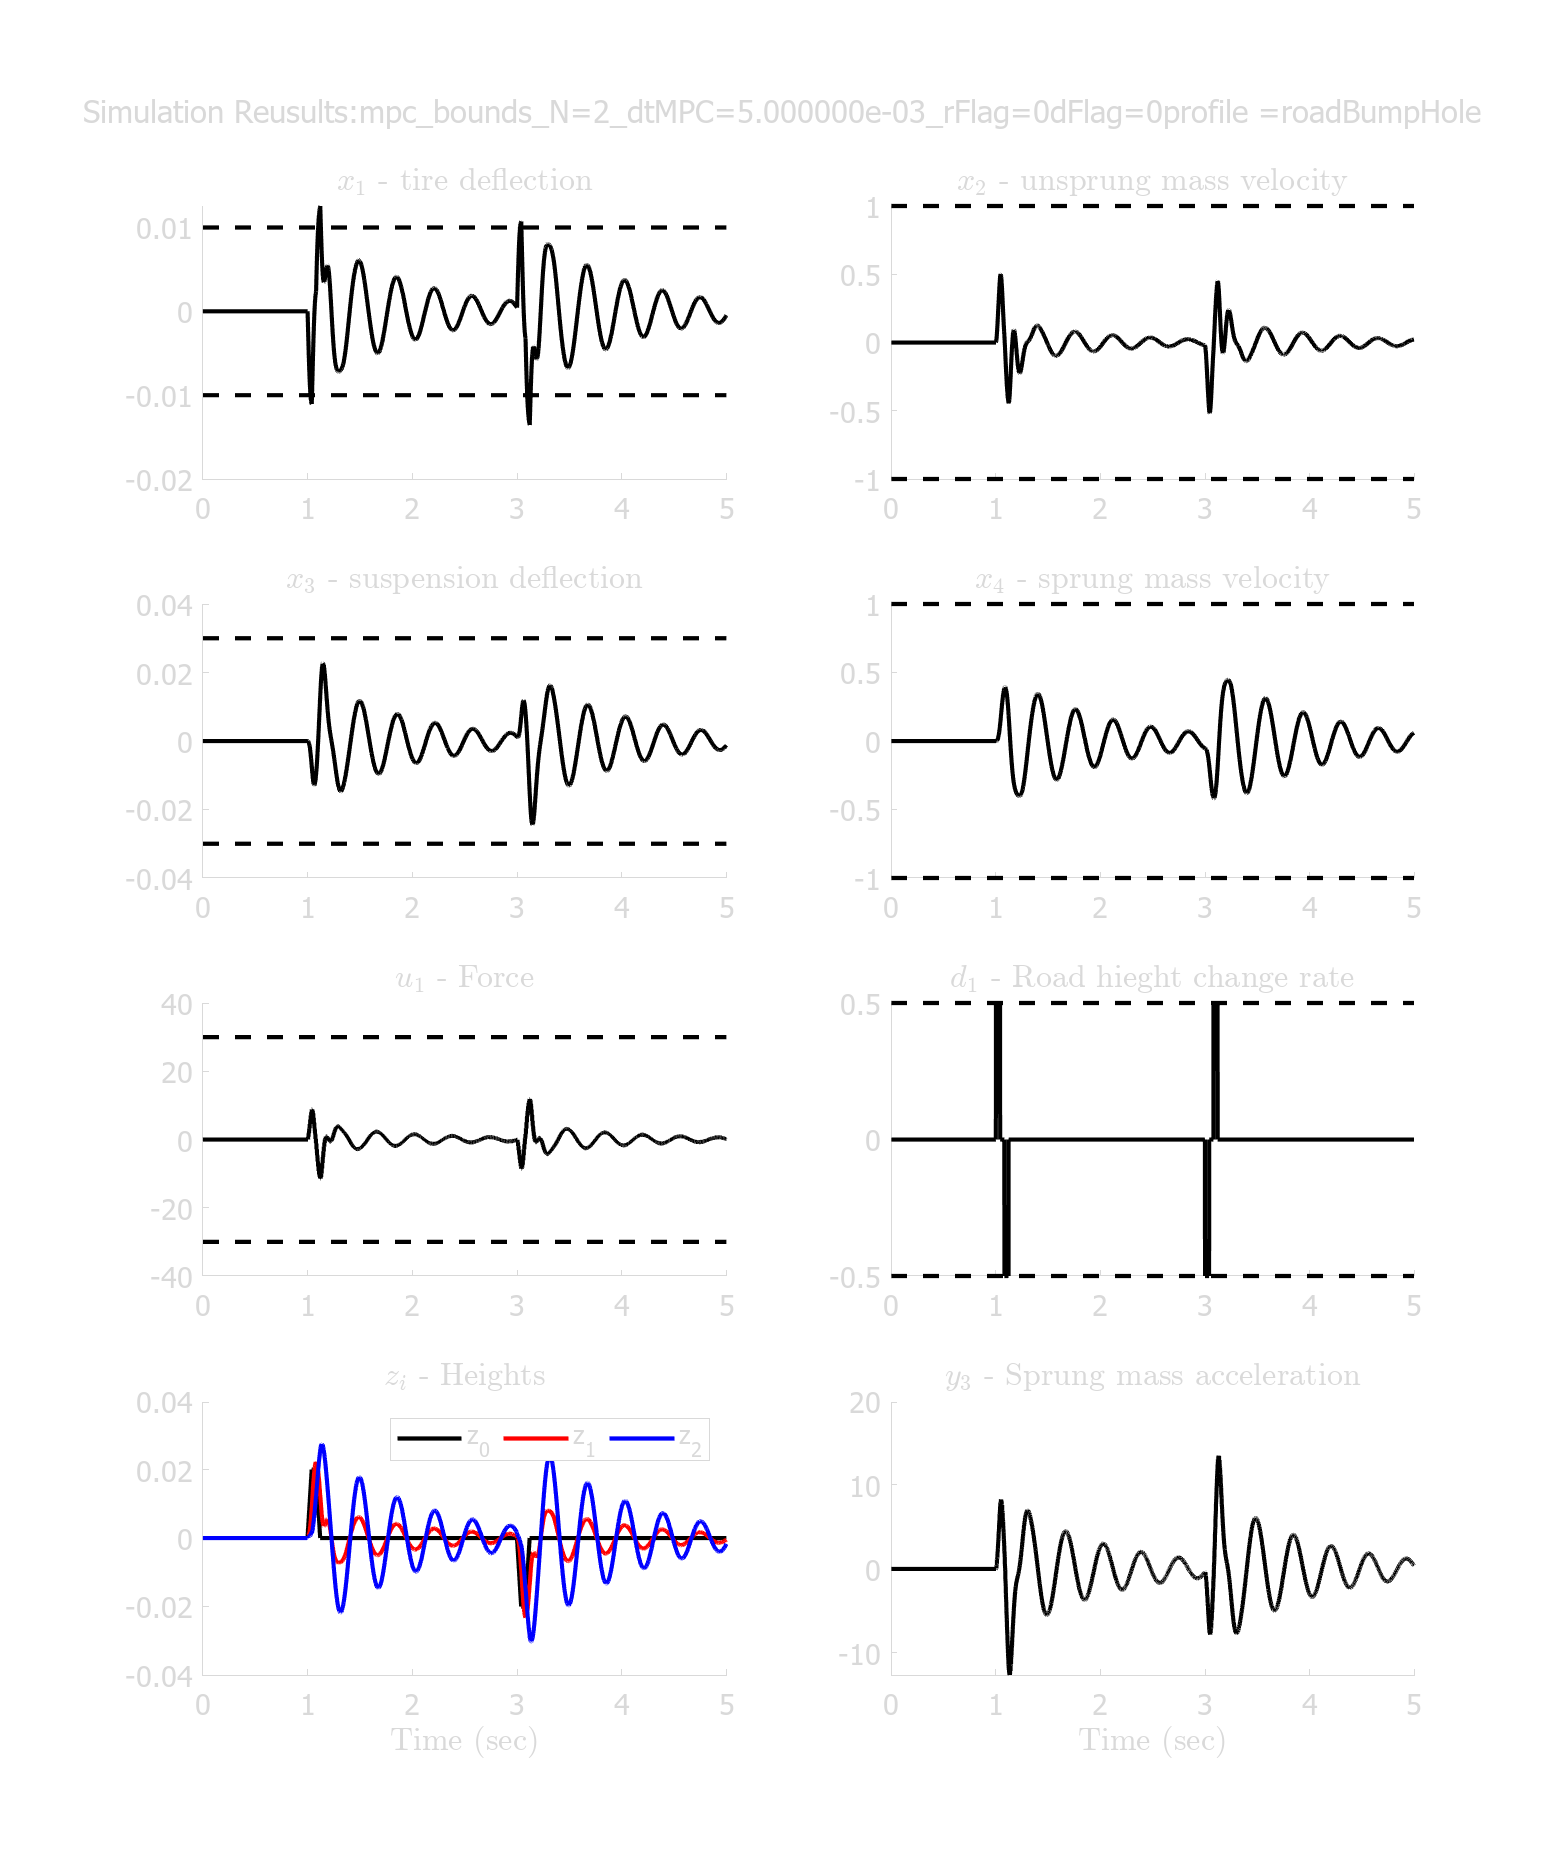 Simulation Reusults:mpc_bounds_N=2_dtMPC=5.000000e-03_rFlag=0dFlag=0profile =roadBumpHole
x₁ - tire deflection
0.01
0
-0.01
-0.02
0 1 2 3 4 5
x₂ - unsprung mass velocity
1
0.5
0
-0.5
-1
0 1 2 3 4 5
x₃ - suspension deflection
0.04
0.02
0
-0.02
-0.04
0 1 2 3 4 5
x₄ - sprung mass velocity
1
0.5
0
-0.5
-1
0 1 2 3 4 5
u₁ - Force
40
20
0
-20
-40
0 1 2 3 4 5
d₁ - Road hieght change rate
0.5
0
-0.5
0 1 2 3 4 5
zᵢ - Heights
0.04
0.02
0
-0.02
-0.04
z₀ z₁ z₂
0 1 2 3 4 5
Time (sec)
y₃ - Sprung mass acceleration
20
10
0
-10
0 1 2 3 4 5
Time (sec)